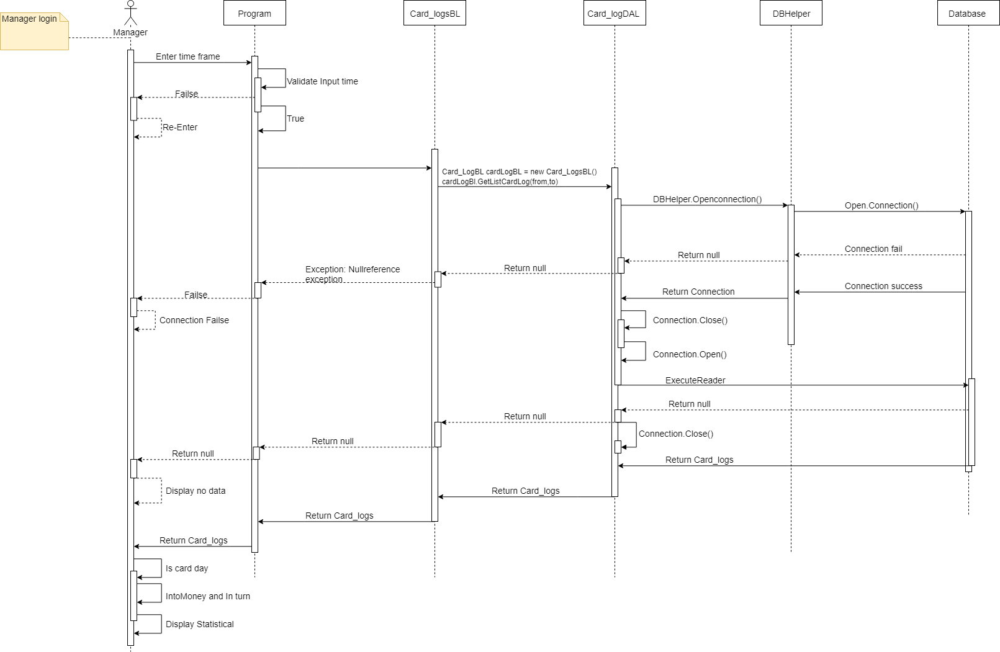 Manager login
Manager
Program
Card_logsBL
Card_logDAL
DBHelper
Database
Enter time frame
Validate Input time
Failse
True
Re-Enter
Card_LogBL cardLogBL = new Card_LogsBL()
cardLogBl.GetListCardLog(from,to)
DBHelper.Openconnection()
Open.Connection()
Connection fail
Return null
Return null
Exception: Nullreference
exception
Connection success
Return Connection
Failse
Connection Failse
Connection.Close()
Connection.Open()
ExecuteReader
Return null
Return null
Connection.Close()
Return null
Return null
Return Card_logs
Display no data
Return Card_logs
Return Card_logs
Return Card_logs
Is card day
IntoMoney and In turn
Display Statistical